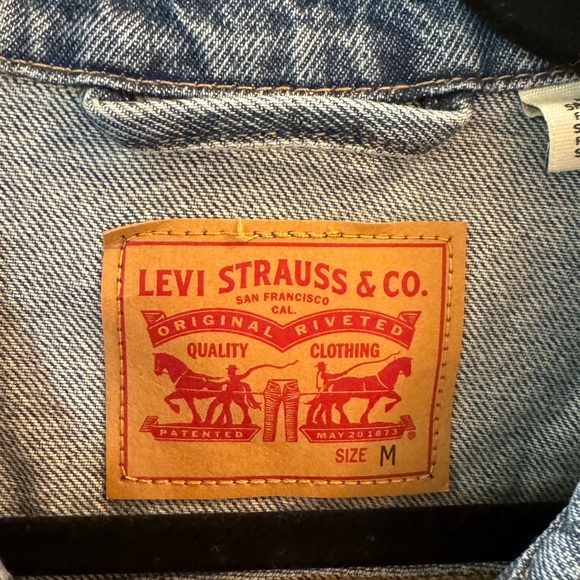 LEVI STRAUSS & CO.
SAN FRANCISCO
CAL.
ORIGINAL RIVETED
QUALITY CLOTHING
PATENTED MAY 20 1873 ®
SIZE M